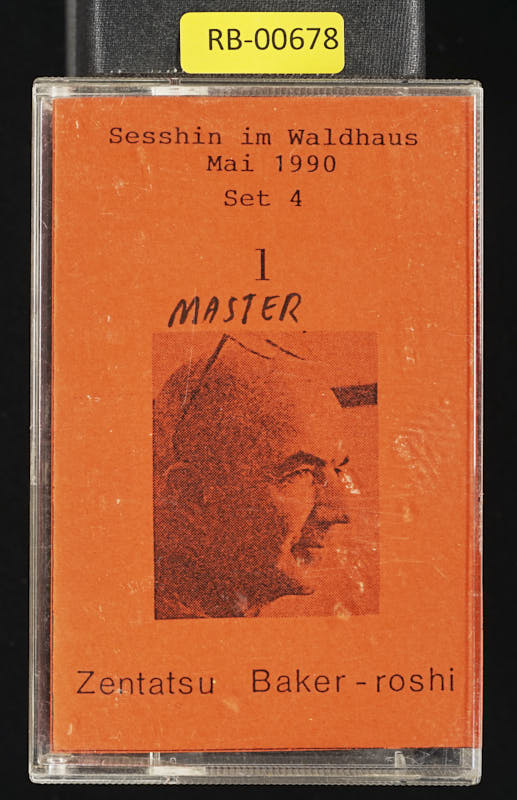 RB-00678
Sesshin im Waldhaus
Mai 1990
Set 4
1
MASTER
Zentatsu Baker-roshi